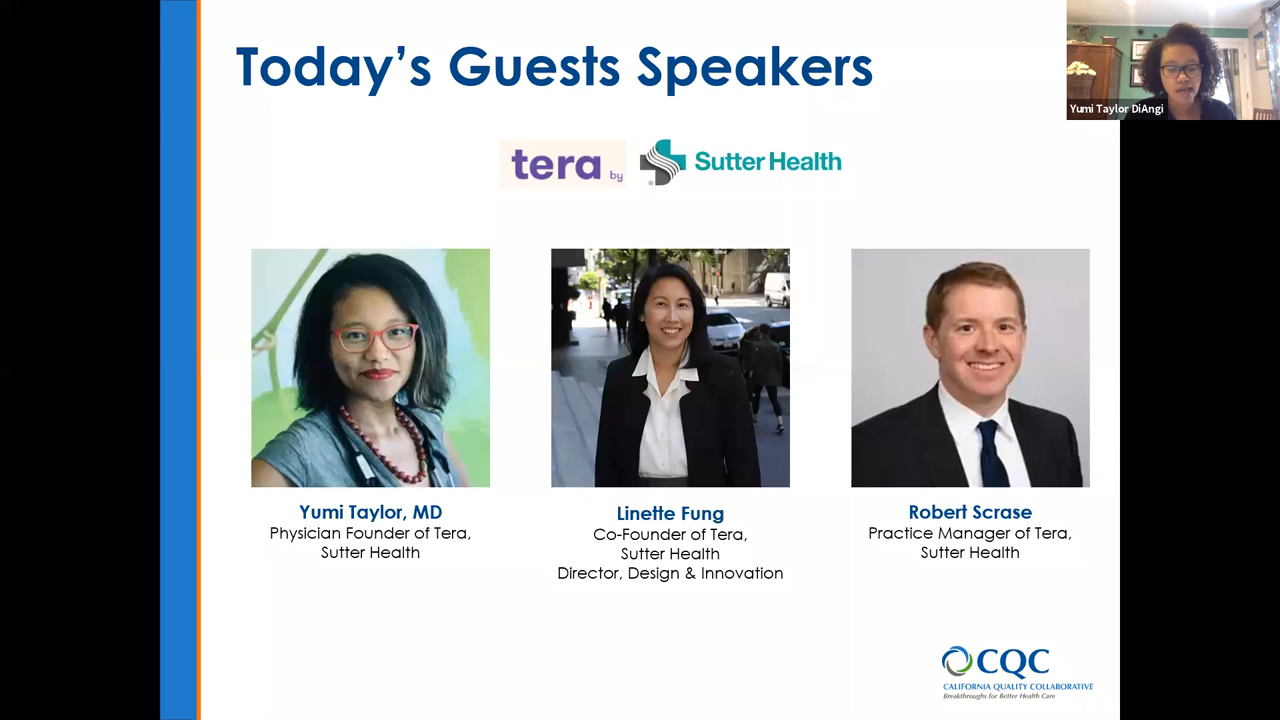 Today's Guests Speakers
Yumi Taylor DiAngi
tera by
Sutter Health
Yumi Taylor, MD
Physician Founder of Tera,
Sutter Health
Linette Fung
Co-Founder of Tera,
Sutter Health
Director, Design & Innovation
Robert Scrase
Practice Manager of Tera,
Sutter Health
CQC
CALIFORNIA QUALITY COLLABORATIVE
Breakthroughs for Better Health Care